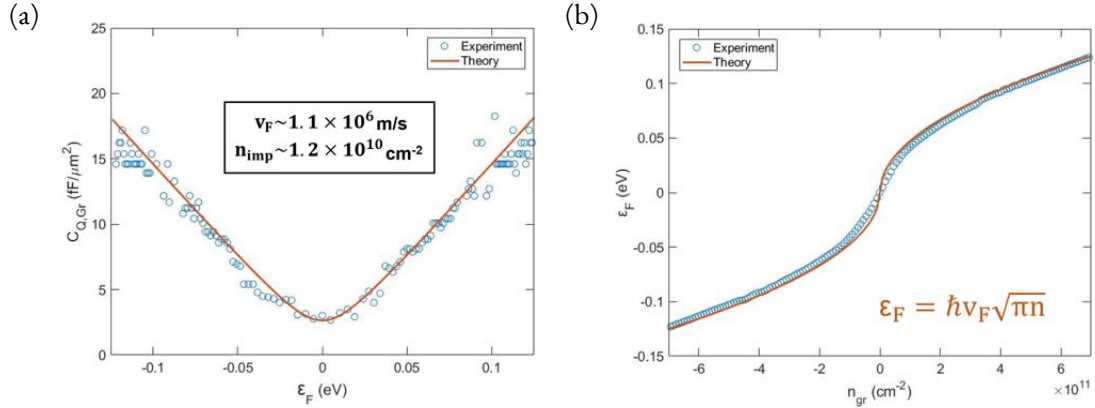 (a)
25
20
15
10
5
0
C_{Q,Gr} (fF/μm²)
Experiment
Theory
v_F~1.1 × 10⁶ m/s
n_imp~1.2 × 10¹⁰ cm⁻²
-0.1
-0.05
0
0.05
0.1
ε_F (eV)
(b)
0.15
0.1
0.05
0
-0.05
-0.1
-0.15
ε_F (eV)
Experiment
Theory
ε_F = ℏv_F√πn
-6
-4
-2
0
2
4
6
×10¹¹
n_gr (cm⁻²)